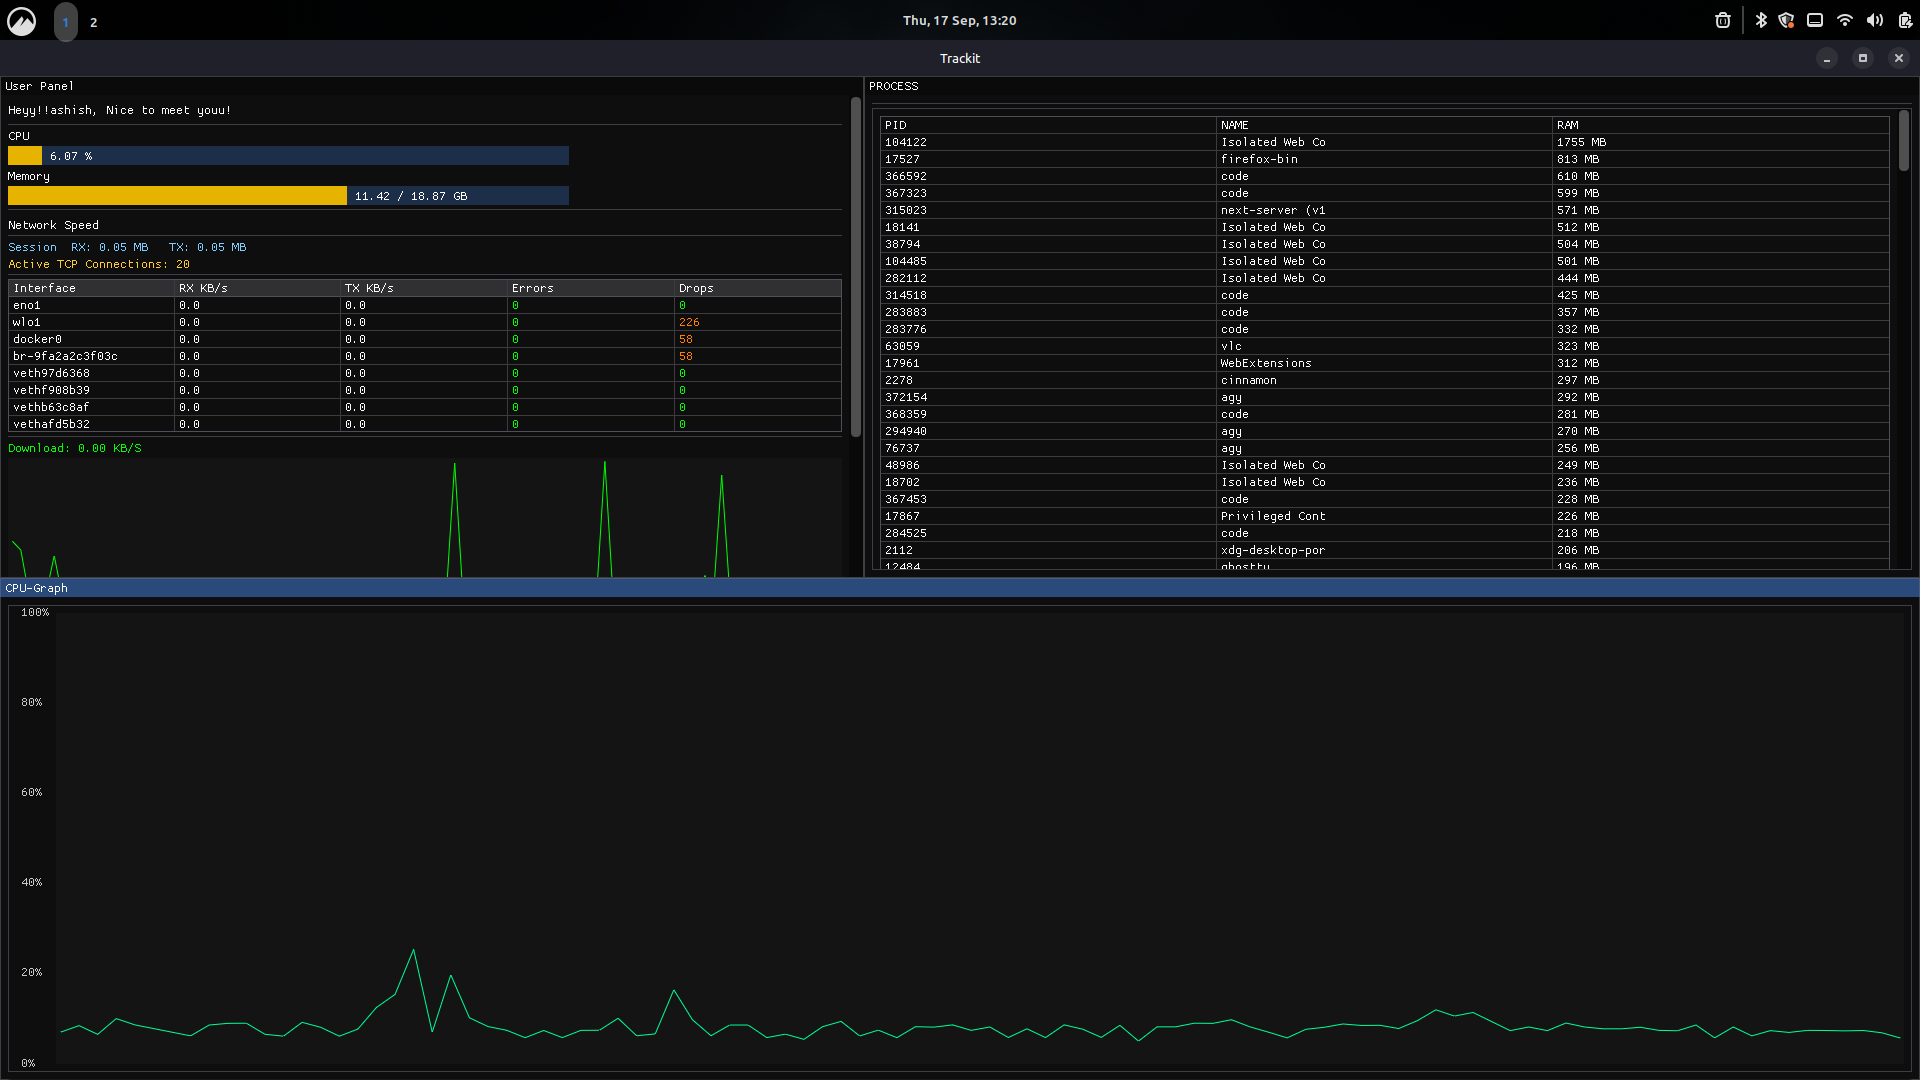 1 2 Thu, 17 Sep, 13:20
Trackit
User Panel
Heyy!!ashish, Nice to meet youu!
CPU
6.07 %
Memory
11.42 / 18.87 GB
Network Speed
Session RX: 0.05 MB TX: 0.05 MB
Active TCP Connections: 20
Interface RX KB/s TX KB/s Errors Drops
eno1 0.0 0.0 0 0
wlo1 0.0 0.0 0 226
docker0 0.0 0.0 0 58
br-9fa2a2c3f03c 0.0 0.0 0 58
veth97d6368 0.0 0.0 0 0
vethf908b39 0.0 0.0 0 0
vethb63c8af 0.0 0.0 0 0
vethafd5b32 0.0 0.0 0 0
Download: 0.00 KB/S
PROCESS
PID NAME RAM
104122 Isolated Web Co 1755 MB
17527 firefox-bin 813 MB
366592 code 610 MB
367323 code 599 MB
315023 next-server (v1 571 MB
18141 Isolated Web Co 512 MB
38794 Isolated Web Co 504 MB
104485 Isolated Web Co 501 MB
282112 Isolated Web Co 444 MB
314518 code 425 MB
283883 code 357 MB
283776 code 332 MB
63059 vlc 323 MB
17961 WebExtensions 312 MB
2278 cinnamon 297 MB
372154 agy 292 MB
368359 code 281 MB
294940 agy 270 MB
76737 agy 256 MB
48986 Isolated Web Co 249 MB
18702 Isolated Web Co 236 MB
367453 code 228 MB
17867 Privileged Cont 226 MB
284525 code 218 MB
2112 xdg-desktop-por 206 MB
12484 ghostty 196 MB
CPU-Graph
100%
80%
60%
40%
20%
0%